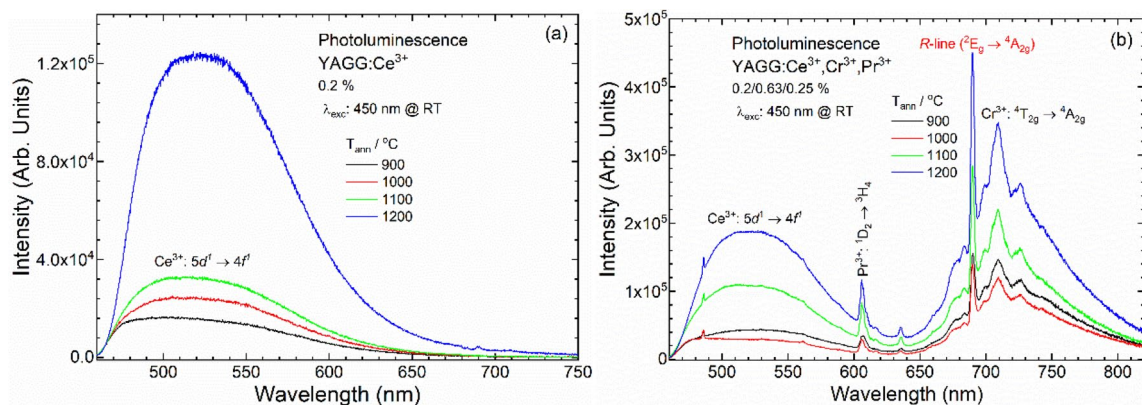 (a)
Photoluminescence
YAGG:Ce³⁺
0.2 %
λexc: 450 nm @ RT
Tann / °C
900
1000
1100
1200
Ce³⁺: 5d¹ → 4f¹
1.2x10⁵
8.0x10⁴
4.0x10⁴
0.0
Intensity (Arb. Units)
500 550 600 650 700 750
Wavelength (nm)
(b)
Photoluminescence
YAGG:Ce³⁺,Cr³⁺,Pr³⁺
0.2/0.63/0.25 %
λexc: 450 nm @ RT
Tann / °C
900
1000
1100
1200
R-line (²Eg → ⁴A2g)
Cr³⁺: ⁴T2g → ⁴A2g
Ce³⁺: 5d¹ → 4f¹
Pr³⁺: ¹D₂ → ³H₄
5x10⁵
4x10⁵
3x10⁵
2x10⁵
1x10⁵
0
Intensity (Arb. Units)
500 550 600 650 700 750 800
Wavelength (nm)